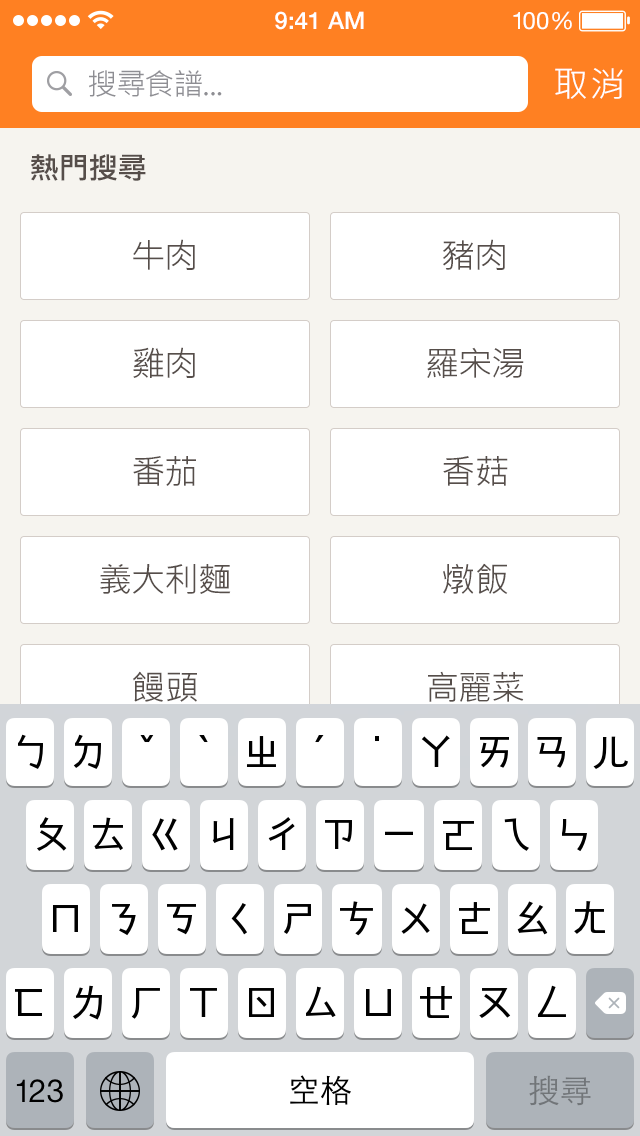 9:41 AM 100%
搜尋食譜... 取消
熱門搜尋
牛肉 豬肉
雞肉 羅宋湯
番茄 香菇
義大利麵 燉飯
饅頭 高麗菜
ㄅ ㄉ ˇ ˋ ㄓ ˊ ˙ ㄚ ㄞ ㄢ ㄦ
ㄆ ㄊ ㄍ ㄐ ㄔ ㄗ ㄧ ㄛ ㄟ ㄣ
ㄇ ㄋ ㄎ ㄑ ㄕ ㄘ ㄨ ㄜ ㄠ ㄤ
ㄈ ㄌ ㄏ ㄒ ㄖ ㄙ ㄩ ㄝ ㄡ ㄥ
123 空格 搜尋